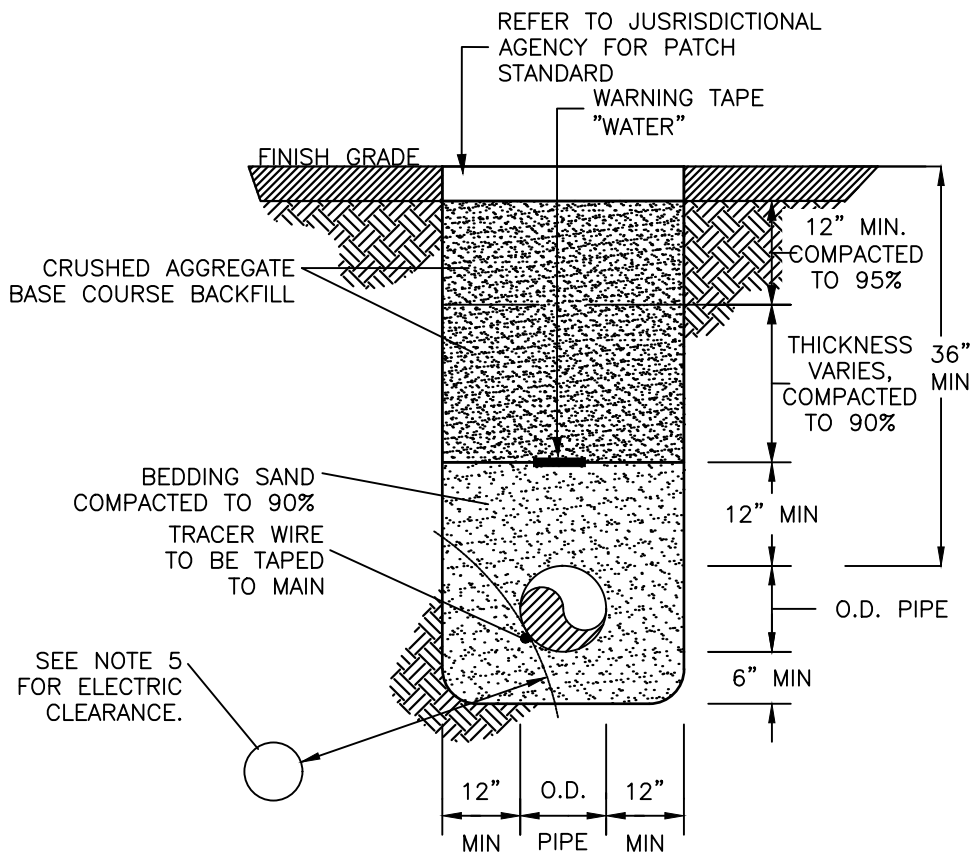 REFER TO JUSRISDICTIONAL
AGENCY FOR PATCH
STANDARD
WARNING TAPE
"WATER"
FINISH GRADE
CRUSHED AGGREGATE
BASE COURSE BACKFILL
12" MIN.
COMPACTED
TO 95%
THICKNESS
VARIES,
COMPACTED
TO 90%
36"
MIN
BEDDING SAND
COMPACTED TO 90%
TRACER WIRE
TO BE TAPED
TO MAIN
12" MIN
O.D. PIPE
6" MIN
SEE NOTE 5
FOR ELECTRIC
CLEARANCE.
12"
MIN
O.D.
PIPE
12"
MIN